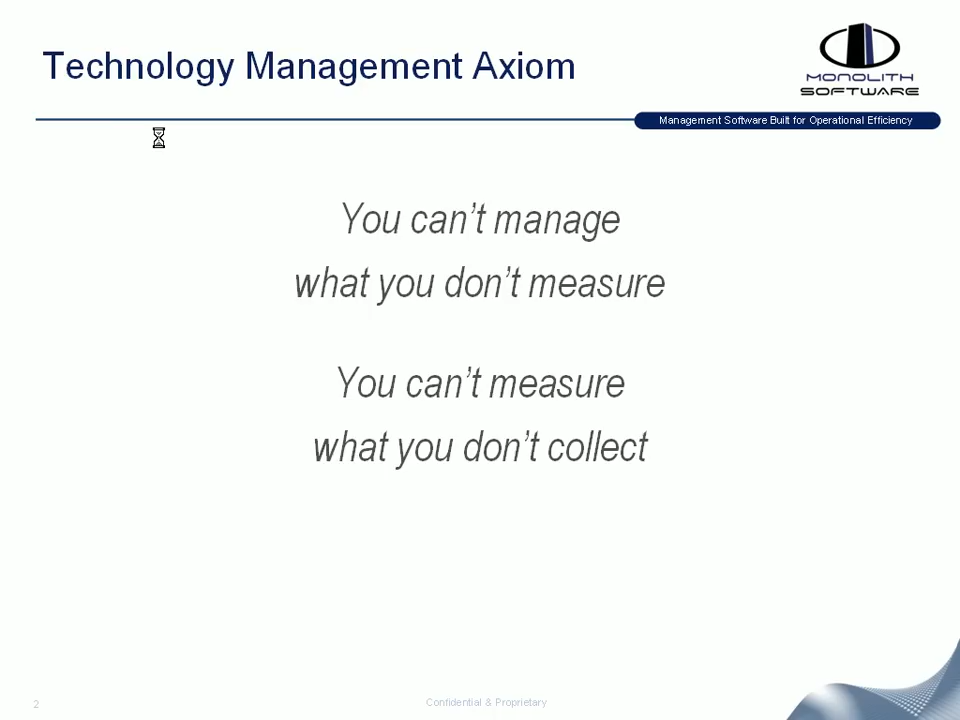 Technology Management Axiom
MONOLITH
SOFTWARE
Management Software Built for Operational Efficiency
You can't manage
what you don't measure
You can't measure
what you don't collect
2
Confidential & Proprietary